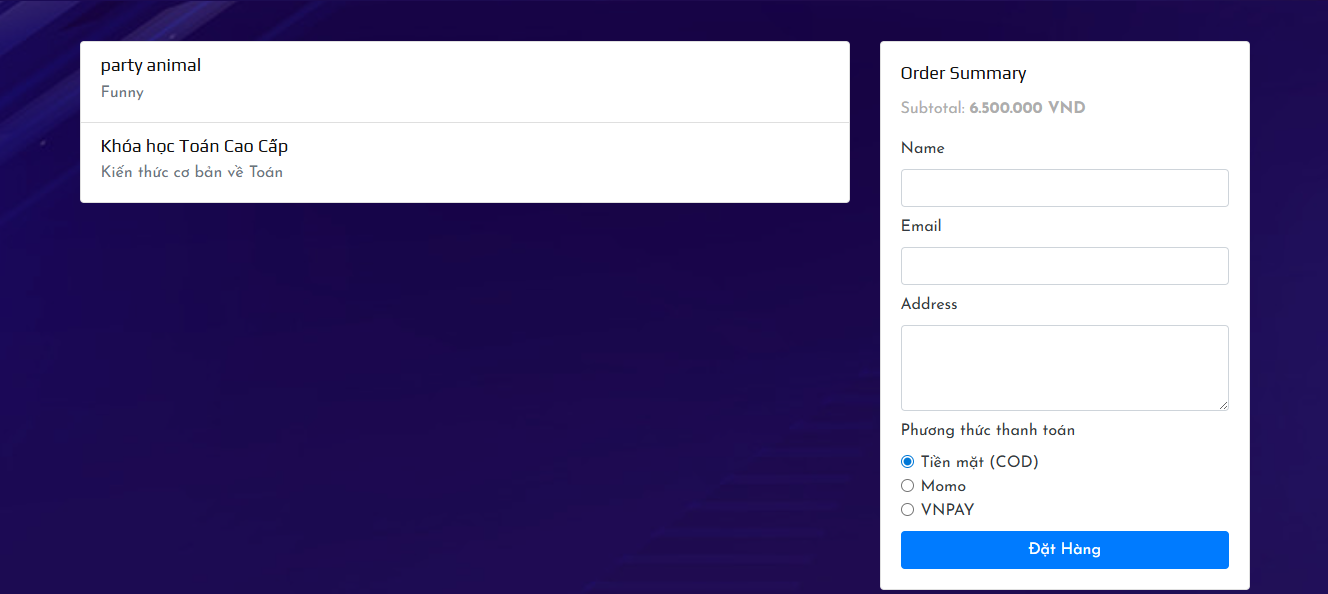 party animal
Funny
Khóa học Toán Cao Cấp
Kiến thức cơ bản về Toán
Order Summary
Subtotal: 6.500.000 VND
Name
Email
Address
Phương thức thanh toán
Tiền mặt (COD)
Momo
VNPAY
Đặt Hàng